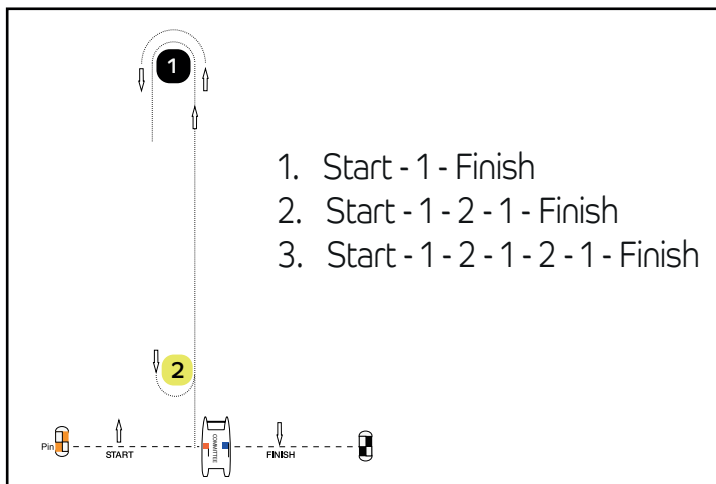 1
1. Start - 1 - Finish
2. Start - 1 - 2 - 1 - Finish
3. Start - 1 - 2 - 1 - 2 - 1 - Finish
2
Pin
START
COMMITTEE
FINISH